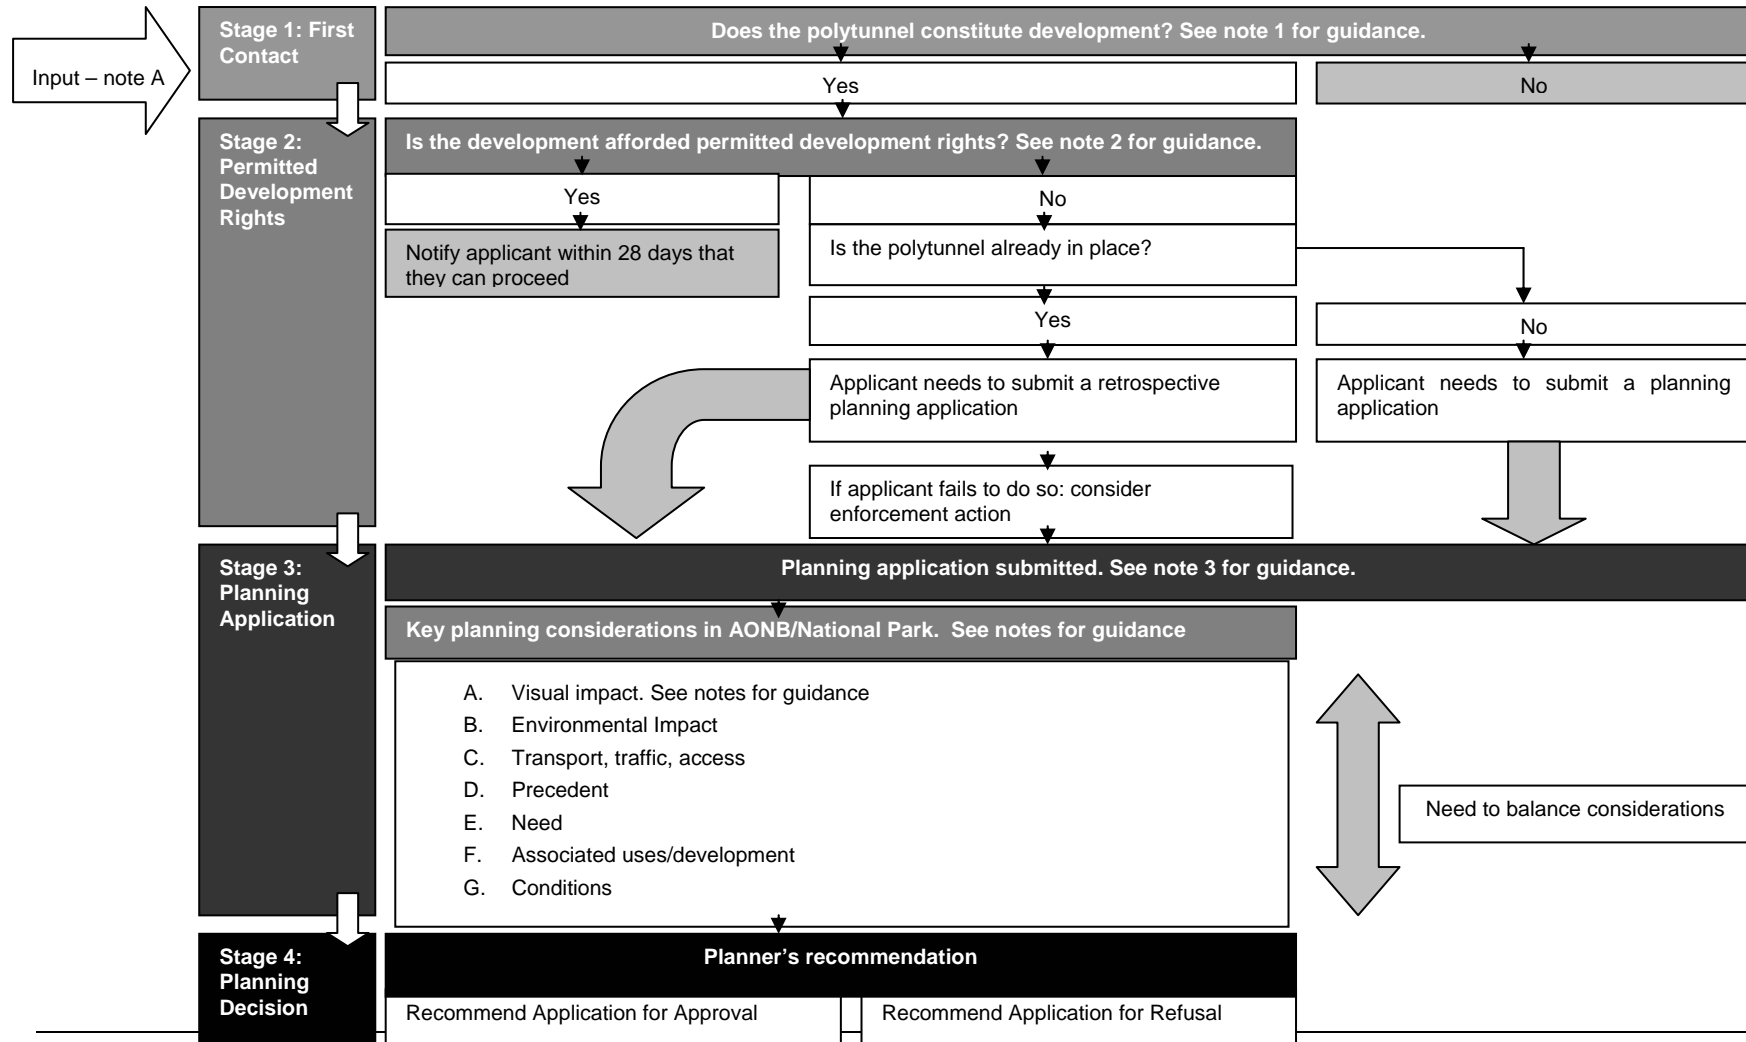 Input – note A
Stage 1: First
Contact
Does the polytunnel constitute development? See note 1 for guidance.
Yes
No
Stage 2:
Permitted
Development
Rights
Is the development afforded permitted development rights? See note 2 for guidance.
Yes
No
Notify applicant within 28 days that
they can proceed
Is the polytunnel already in place?
Yes
No
Applicant needs to submit a retrospective
planning application
Applicant needs to submit a planning
application
If applicant fails to do so: consider
enforcement action
Stage 3:
Planning
Application
Planning application submitted. See note 3 for guidance.
Key planning considerations in AONB/National Park. See notes for guidance
A. Visual impact. See notes for guidance
B. Environmental Impact
C. Transport, traffic, access
D. Precedent
E. Need
F. Associated uses/development
G. Conditions
Need to balance considerations
Stage 4:
Planning
Decision
Planner's recommendation
Recommend Application for Approval
Recommend Application for Refusal